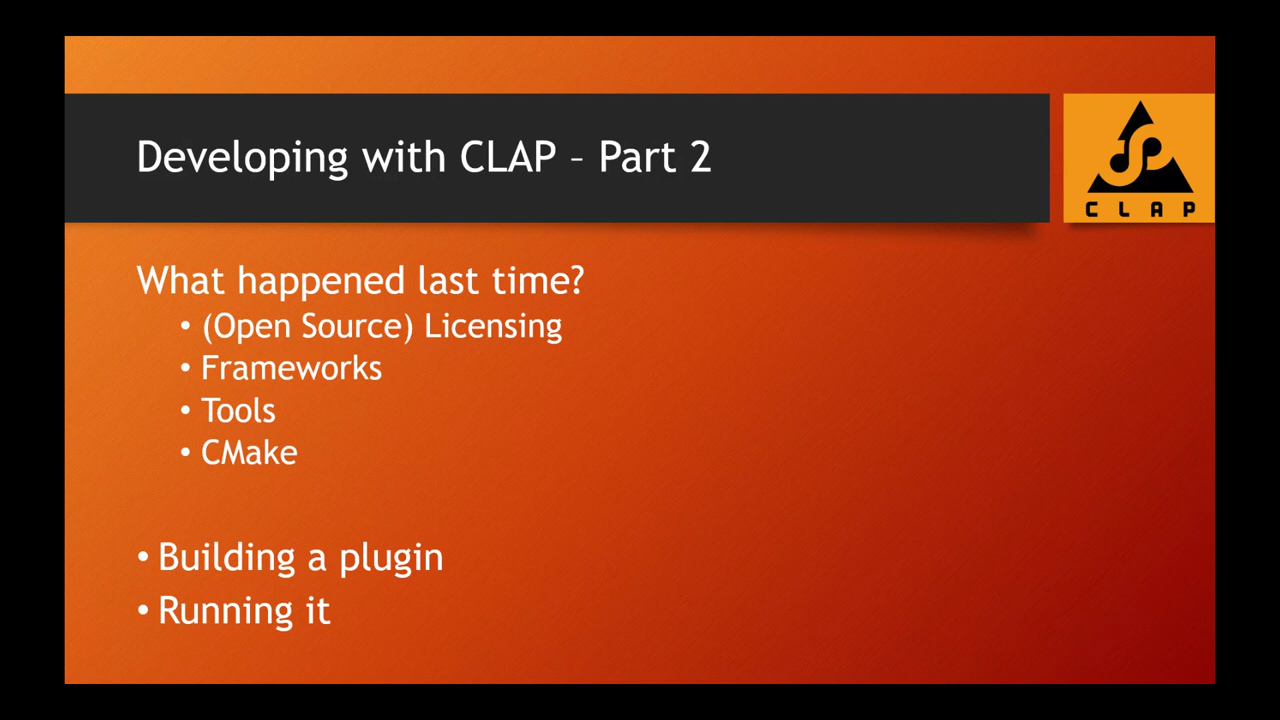 Developing with CLAP – Part 2
CLAP
What happened last time?
• (Open Source) Licensing
• Frameworks
• Tools
• CMake
• Building a plugin
• Running it